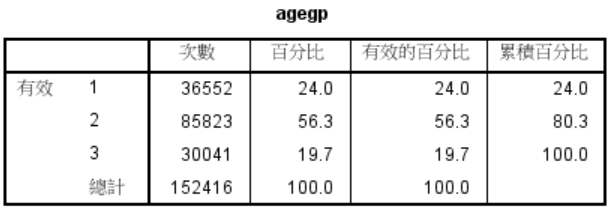 agegp
次數 百分比 有效的百分比 累積百分比
有效 1 36552 24.0 24.0 24.0
2 85823 56.3 56.3 80.3
3 30041 19.7 19.7 100.0
總計 152416 100.0 100.0